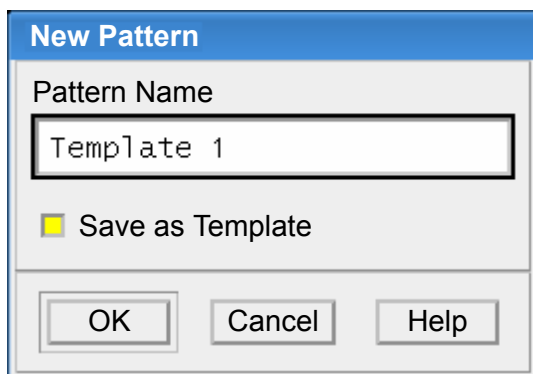 New Pattern
Pattern Name
Template 1
Save as Template
OK Cancel Help